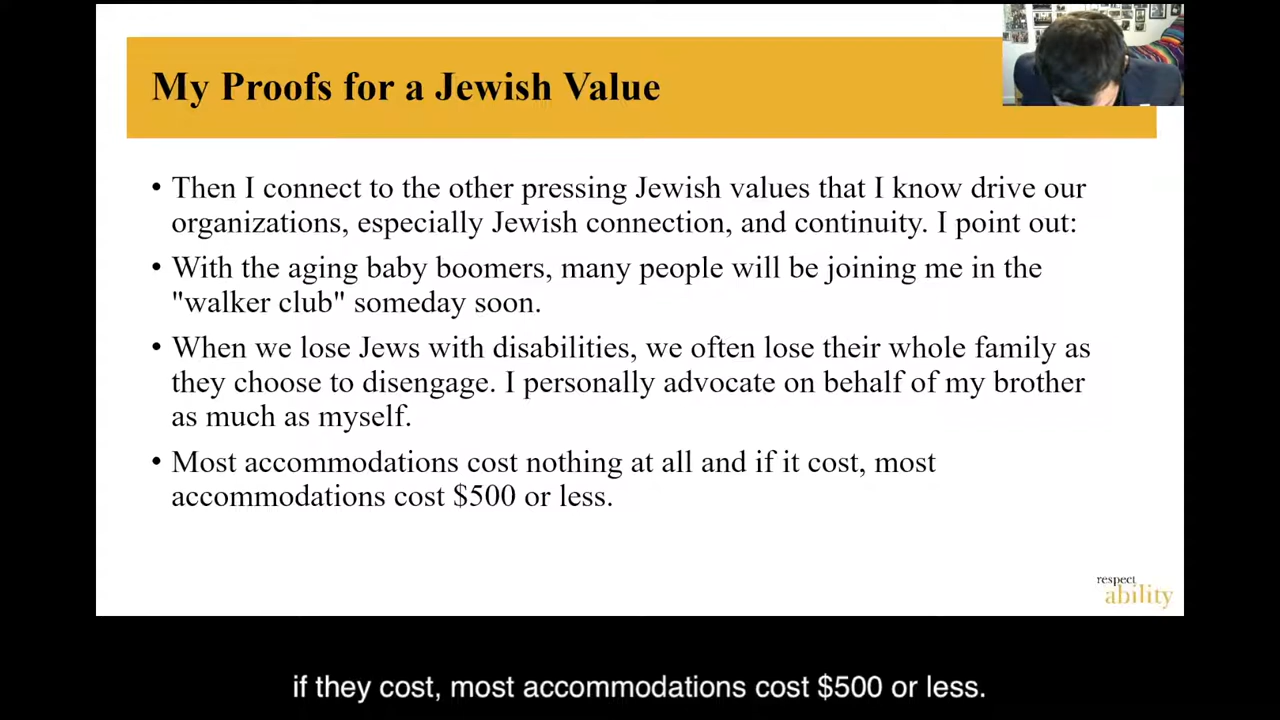 My Proofs for a Jewish Value
• Then I connect to the other pressing Jewish values that I know drive our
organizations, especially Jewish connection, and continuity. I point out:
• With the aging baby boomers, many people will be joining me in the
"walker club" someday soon.
• When we lose Jews with disabilities, we often lose their whole family as
they choose to disengage. I personally advocate on behalf of my brother
as much as myself.
• Most accommodations cost nothing at all and if it cost, most
accommodations cost $500 or less.
respect
ability
if they cost, most accommodations cost $500 or less.